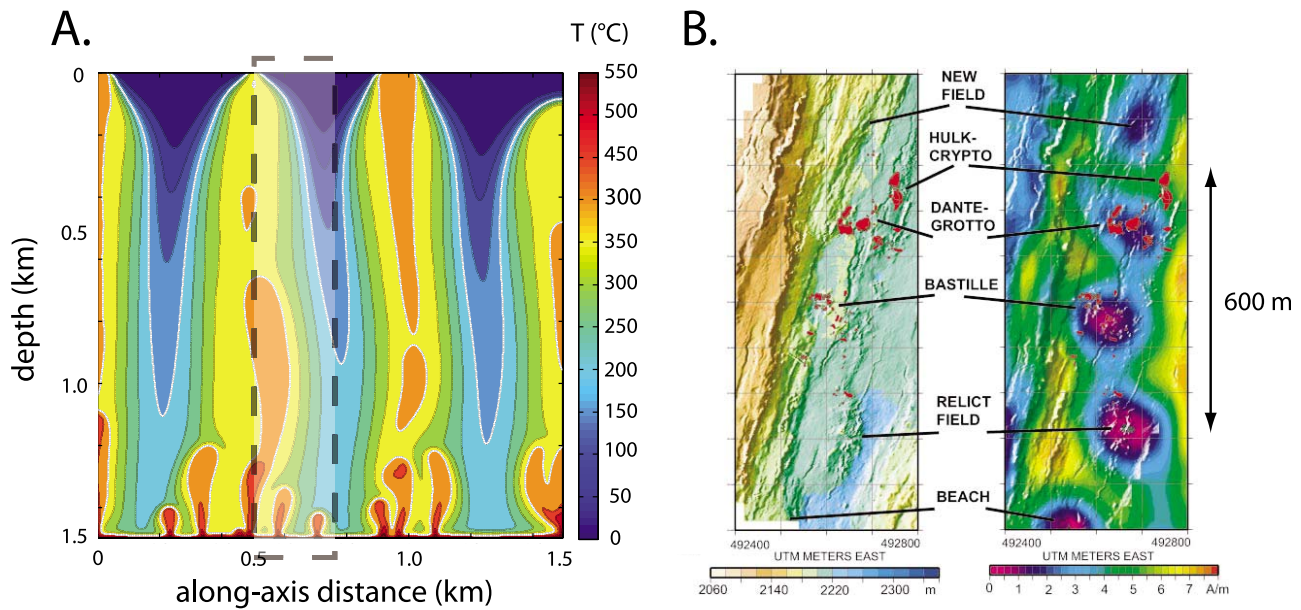 A.
T (°C)
0
0.5
1.0
1.5
depth (km)
0
0.5
1.0
1.5
along-axis distance (km)
550
500
450
400
350
300
250
200
150
100
50
0
B.
NEW
FIELD
HULK-
CRYPTO
DANTE-
GROTTO
BASTILLE
RELICT
FIELD
BEACH
600 m
492400 492800
UTM METERS EAST
2060 2140 2220 2300 m
492400 492800
UTM METERS EAST
0 1 2 3 4 5 6 7 A/m